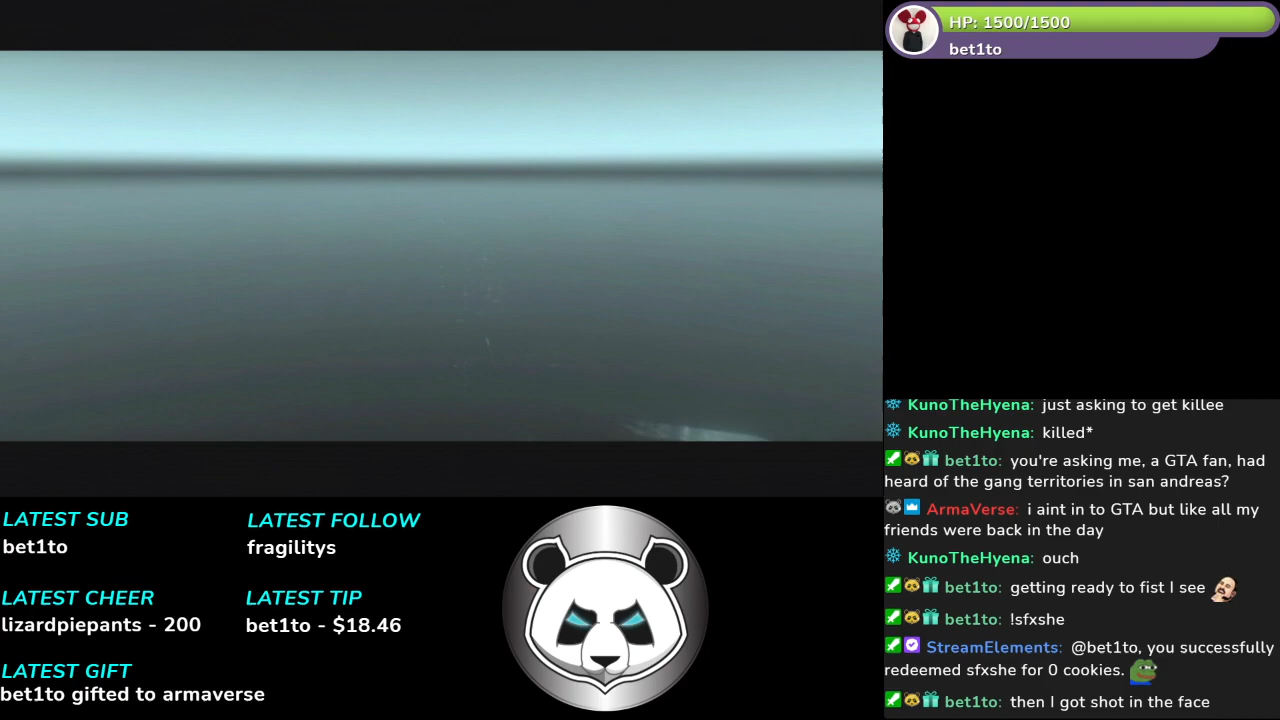 HP: 1500/1500
bet1to
KunoTheHyena: just asking to get killee
KunoTheHyena: killed*
bet1to: you're asking me, a GTA fan, had
heard of the gang territories in san andreas?
ArmaVerse: i aint in to GTA but like all my
friends were back in the day
KunoTheHyena: ouch
bet1to: getting ready to fist I see
bet1to: !sfxshe
StreamElements: @bet1to, you successfully
redeemed sfxshe for 0 cookies.
bet1to: then I got shot in the face
LATEST SUB
bet1to
LATEST FOLLOW
fragilitys
LATEST CHEER
lizardpiepants - 200
LATEST TIP
bet1to - $18.46
LATEST GIFT
bet1to gifted to armaverse